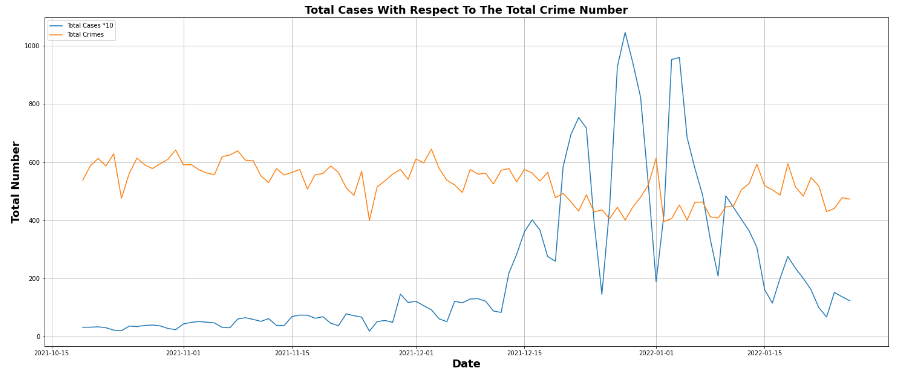 Total Cases With Respect To The Total Crime Number
Total Cases *10
Total Crimes
1000
800
600
400
200
0
Total Number
2021-10-15
2021-11-01
2021-11-15
2021-12-01
2021-12-15
2022-01-01
2022-01-15
Date